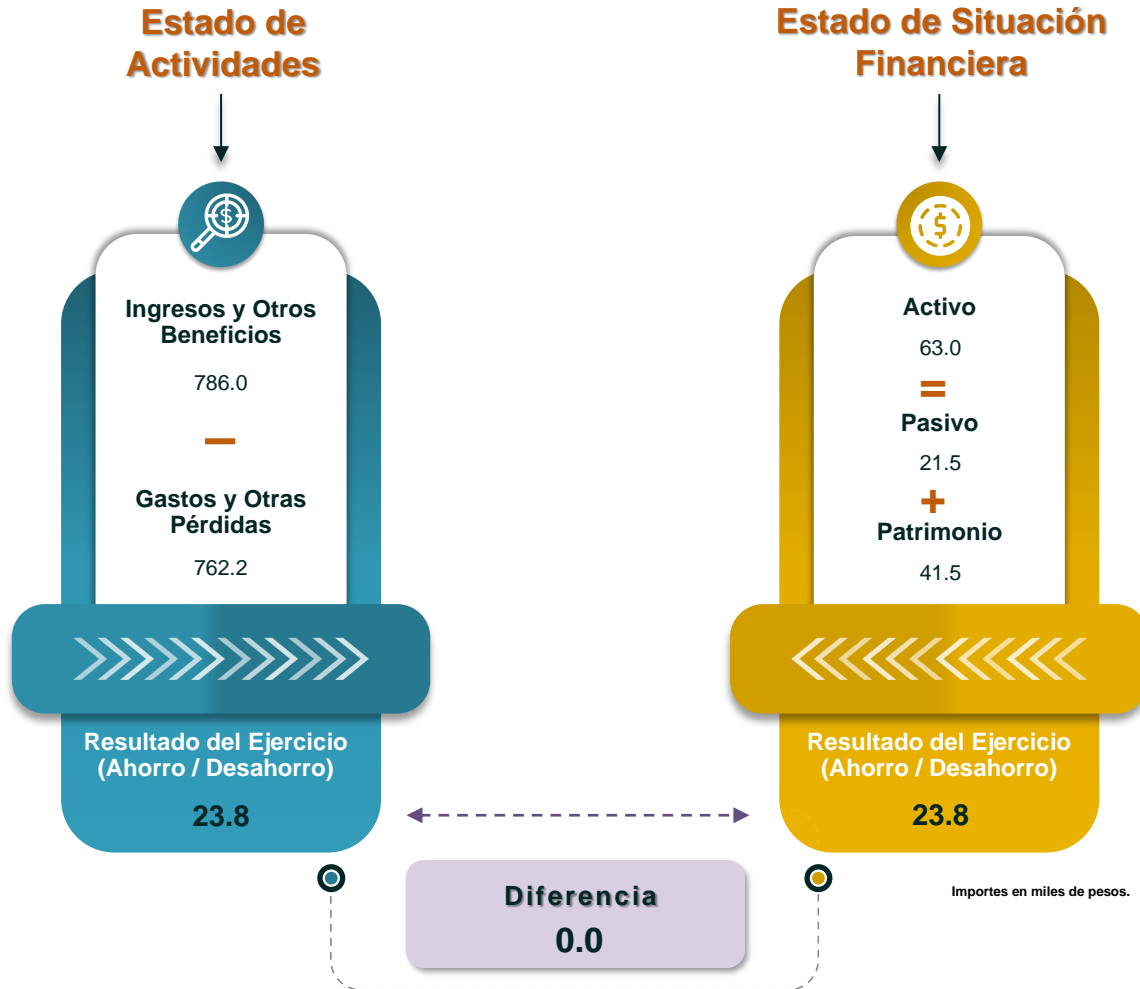 Estado de
Actividades
Ingresos y Otros
Beneficios
786.0
–
Gastos y Otras
Pérdidas
762.2
Resultado del Ejercicio
(Ahorro / Desahorro)
23.8
Estado de Situación
Financiera
Activo
63.0
=
Pasivo
21.5
+
Patrimonio
41.5
Resultado del Ejercicio
(Ahorro / Desahorro)
23.8
Diferencia
0.0
Importes en miles de pesos.